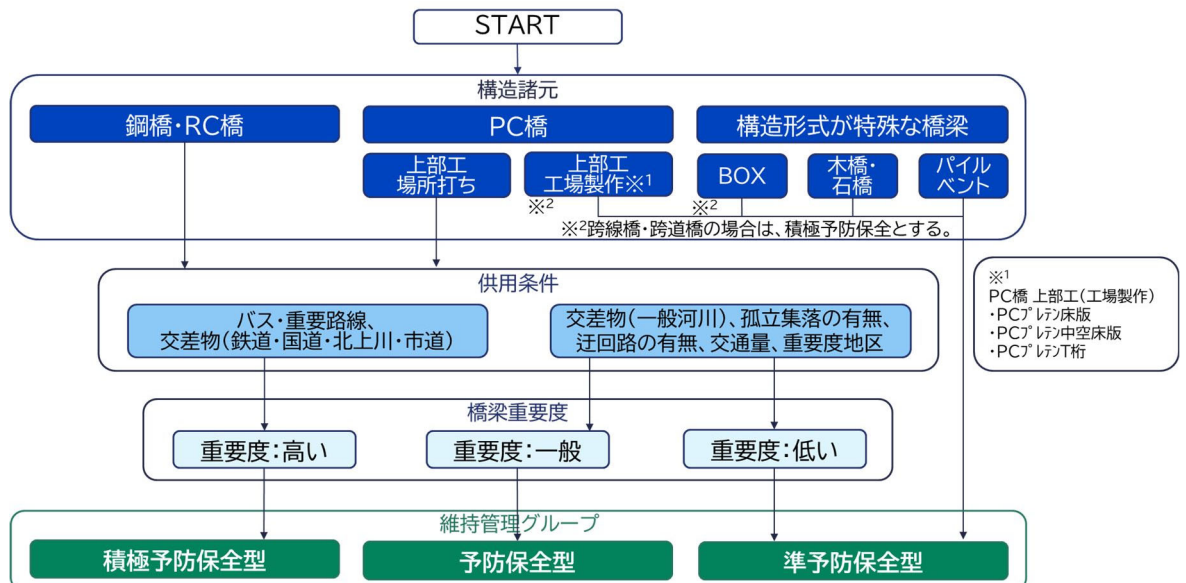 START
構造諸元
鋼橋・RC橋
PC橋
構造形式が特殊な橋梁
上部工
場所打ち
上部工
工場製作※1
BOX
木橋・
石橋
パイル
ベント
※2
※2
※2跨線橋・跨道橋の場合は、積極予防保全とする。
供用条件
バス・重要路線、
交差物(鉄道・国道・北上川・市道)
交差物(一般河川)、孤立集落の有無、
迂回路の有無、交通量、重要度地区
※1
PC橋 上部工(工場製作)
・PCプレテン床版
・PCプレテン中空床版
・PCプレテンT桁
橋梁重要度
重要度:高い
重要度:一般
重要度:低い
維持管理グループ
積極予防保全型
予防保全型
準予防保全型